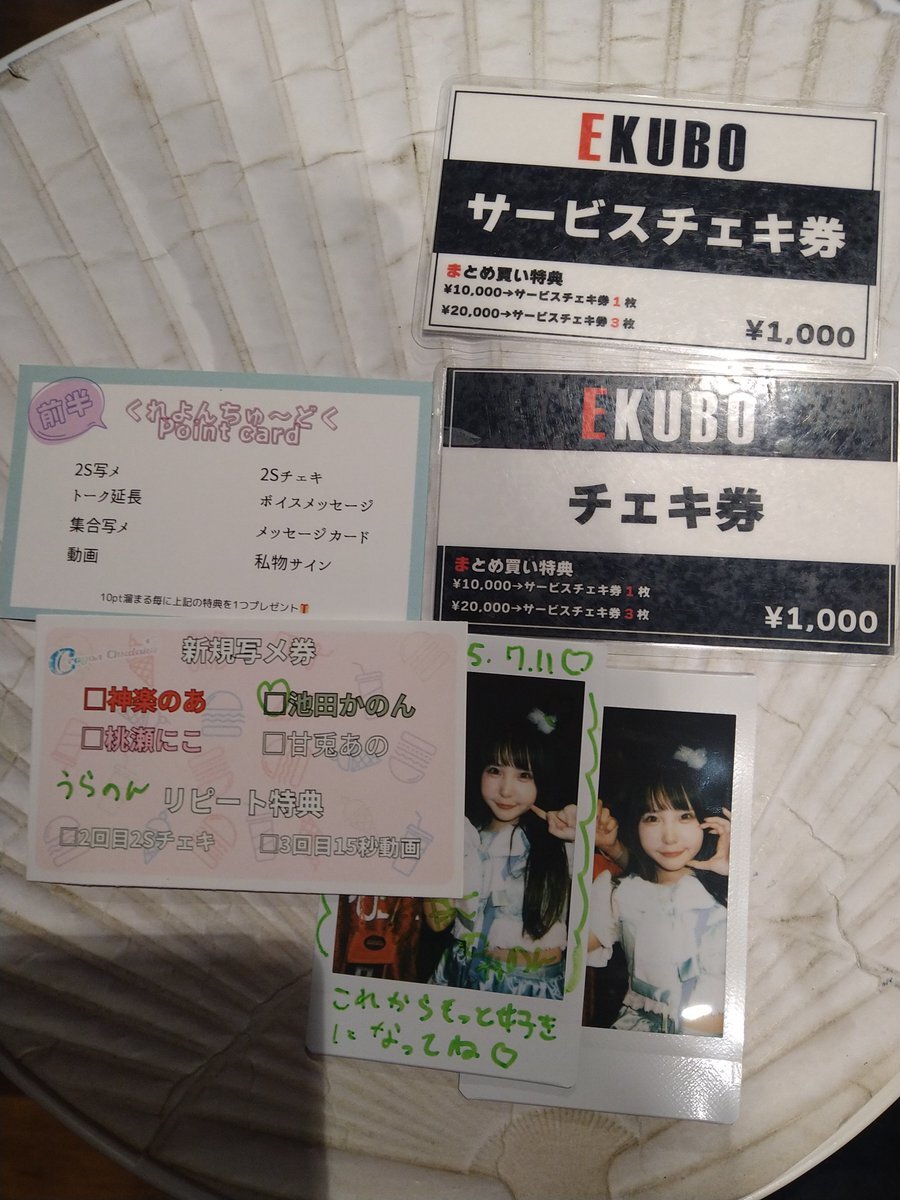 EKUBO
サービスチェキ券
まとめ買い特典
¥10,000→サービスチェキ券1枚
¥20,000→サービスチェキ券3枚
¥1,000
EKUBO
チェキ券
まとめ買い特典
¥10,000→サービスチェキ券1枚
¥20,000→サービスチェキ券3枚
¥1,000
前半
くれよんちゅ～どく
Point card
2S写メ
2Sチェキ
トーク延長
ボイスメッセージ
集合写メ
メッセージカード
動画
私物サイン
10pt溜まる毎に上記の特典を1つプレゼント
新規写メ券
□神楽のあ
□池田かのん
□桃瀬にこ
□甘兎あの
うらのん
リピート特典
□2回目2Sチェキ
□3回目15秒動画
5.7.11♡
これからもっと好き
になってね♡